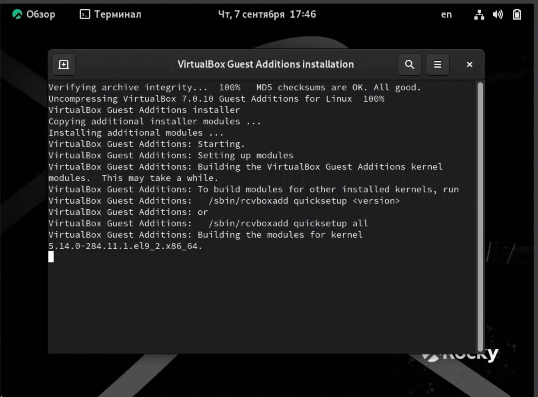 Обзор Терминал Чт, 7 сентября 17:46 en
VirtualBox Guest Additions installation
Verifying archive integrity... 100% MD5 checksums are OK. All good.
Uncompressing VirtualBox 7.0.10 Guest Additions for Linux 100%
VirtualBox Guest Additions installer
Copying additional installer modules ...
Installing additional modules ...
VirtualBox Guest Additions: Starting.
VirtualBox Guest Additions: Setting up modules
VirtualBox Guest Additions: Building the VirtualBox Guest Additions kernel
modules. This may take a while.
VirtualBox Guest Additions: To build modules for other installed kernels, run
VirtualBox Guest Additions: /sbin/rcvboxadd quicksetup <version>
VirtualBox Guest Additions: or
VirtualBox Guest Additions: /sbin/rcvboxadd quicksetup all
VirtualBox Guest Additions: Building the modules for kernel
5.14.0-284.11.1.el9_2.x86_64.
Rocky